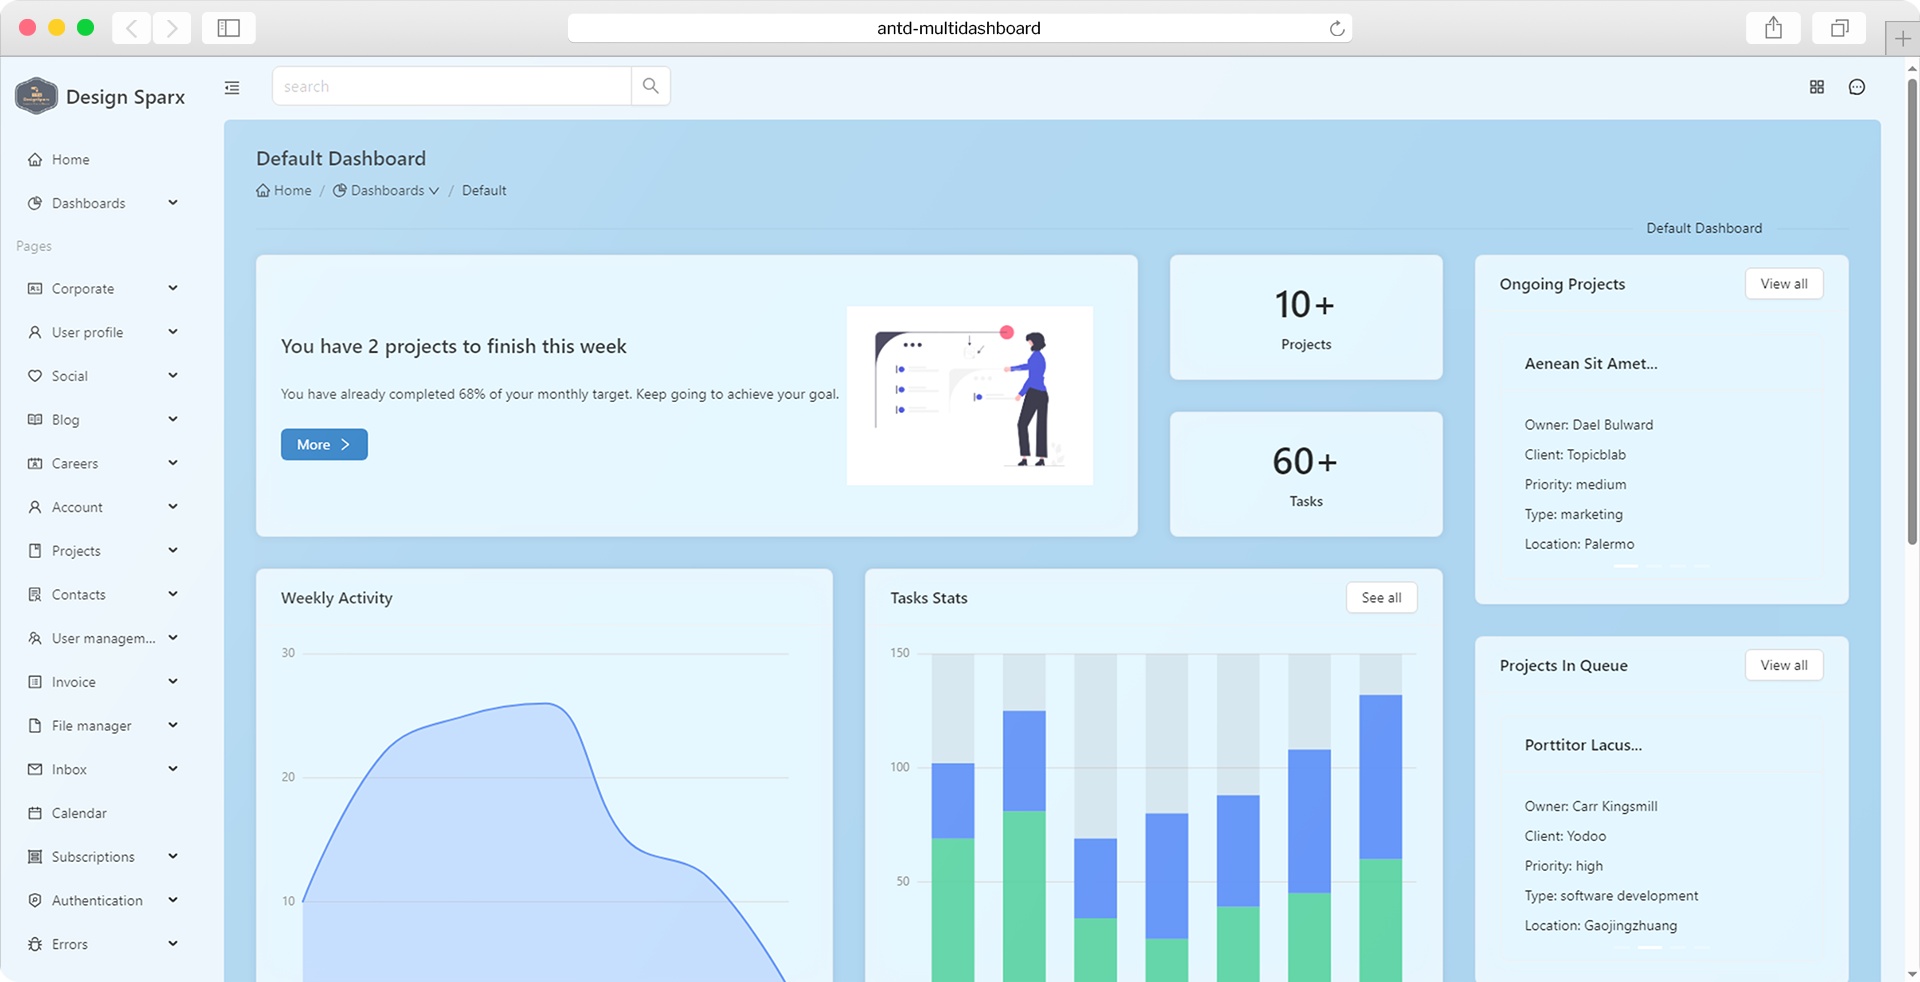 antd-multidashboard
Design Sparx
search
Home
Dashboards
Pages
Corporate
User profile
Social
Blog
Careers
Account
Projects
Contacts
User managem...
Invoice
File manager
Inbox
Calendar
Subscriptions
Authentication
Errors
Default Dashboard
Home / Dashboards / Default
Default Dashboard
You have 2 projects to finish this week
You have already completed 68% of your monthly target. Keep going to achieve your goal.
More
10+
Projects
60+
Tasks
Ongoing Projects
View all
Aenean Sit Amet...
Owner: Dael Bulward
Client: Topicblab
Priority: medium
Type: marketing
Location: Palermo
Weekly Activity
30
20
10
Tasks Stats
See all
150
100
50
Projects In Queue
View all
Porttitor Lacus...
Owner: Carr Kingsmill
Client: Yodoo
Priority: high
Type: software development
Location: Gaojingzhuang